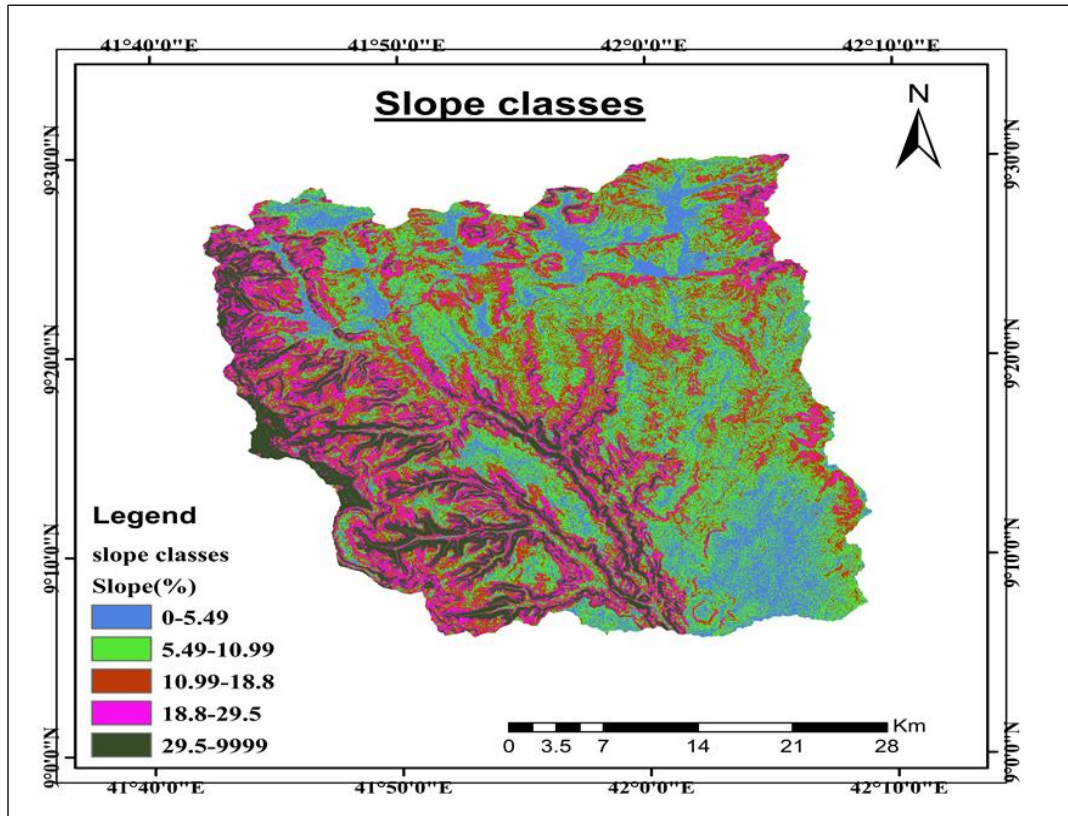 41°40'0"E 41°50'0"E 42°0'0"E 42°10'0"E
Slope classes
N
9°30'0"N 9°30'0"N
9°20'0"N 9°20'0"N
9°10'0"N 9°10'0"N
9°0'0"N 9°0'0"N
Legend
slope classes
Slope(%)
0-5.49
5.49-10.99
10.99-18.8
18.8-29.5
29.5-9999
Km
0 3.5 7 14 21 28
41°40'0"E 41°50'0"E 42°0'0"E 42°10'0"E